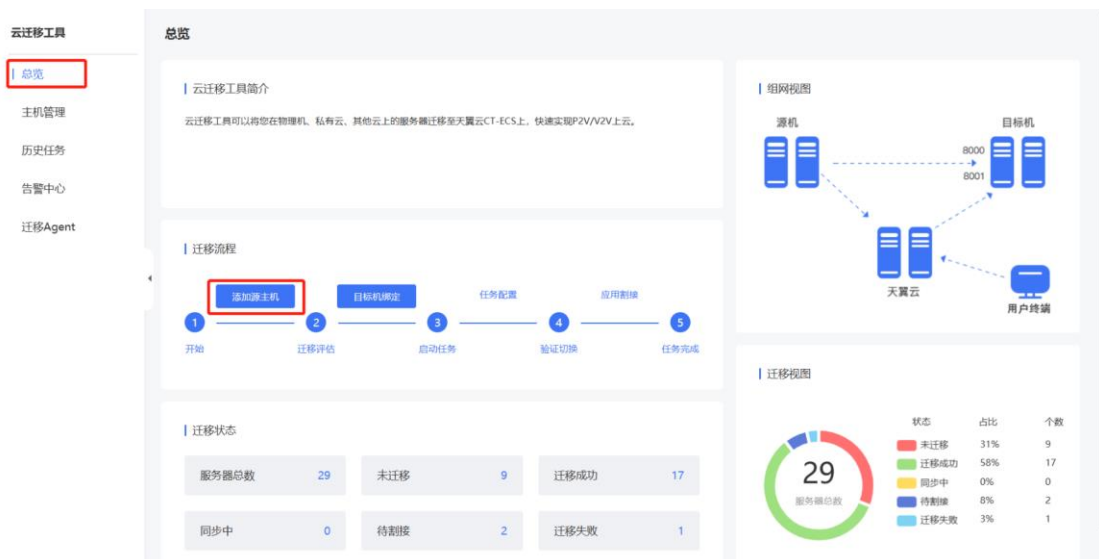 云迁移工具
总览
主机管理
历史任务
告警中心
迁移Agent
总览
云迁移工具简介
云迁移工具可以将您在物理机、私有云、其他云上的服务器迁移至天翼云CT-ECS上，快速实现P2V/V2V上云。
迁移流程
添加源主机 目标机绑定 任务配置 应用割接
1 2 3 4 5
开始 迁移评估 启动任务 验证切换 任务完成
迁移状态
服务器总数 29 未迁移 9 迁移成功 17
同步中 0 待割接 2 迁移失败 1
组网视图
源机 目标机
8000
8001
天翼云
用户终端
迁移视图
状态 占比 个数
未迁移 31% 9
迁移成功 58% 17
同步中 0% 0
待割接 8% 2
迁移失败 3% 1
29
服务器总数